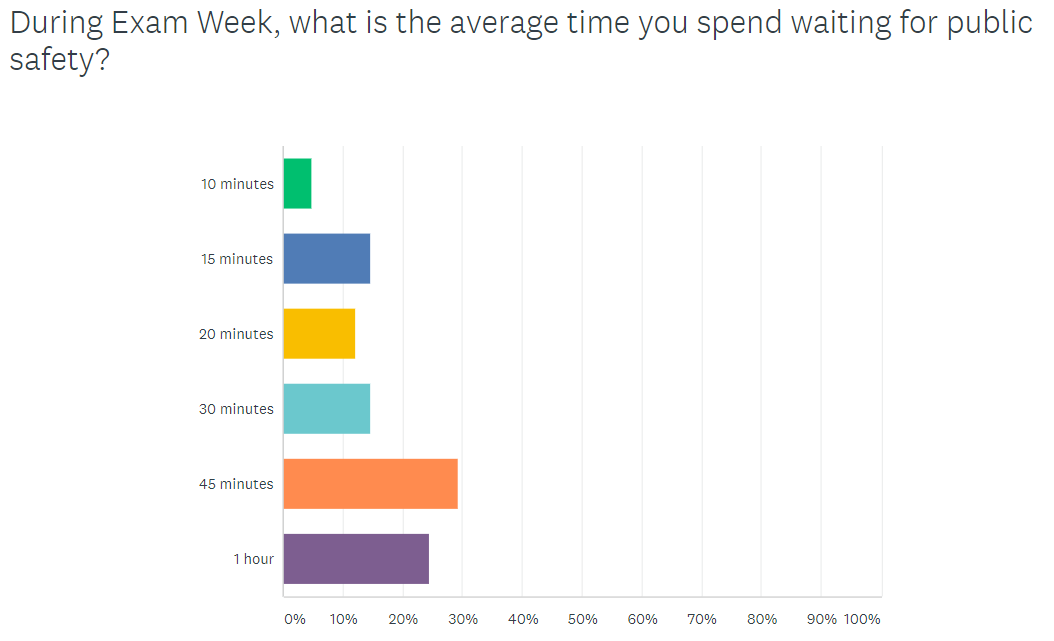 During Exam Week, what is the average time you spend waiting for public
safety?
10 minutes
15 minutes
20 minutes
30 minutes
45 minutes
1 hour
0% 10% 20% 30% 40% 50% 60% 70% 80% 90% 100%